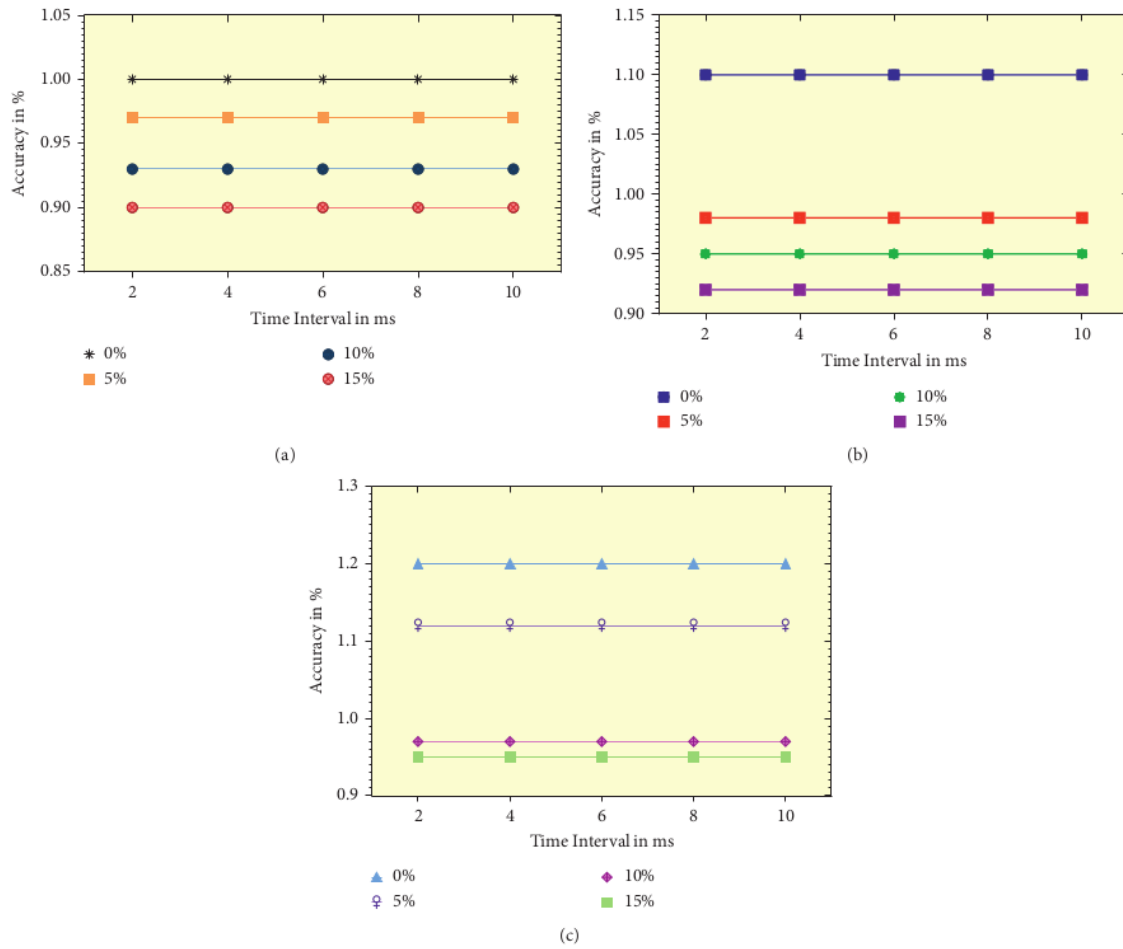 1.05
1.00
0.95
0.90
0.85
Accuracy in %
2 4 6 8 10
Time Interval in ms
0% 10%
5% 15%
(a)
1.15
1.10
1.05
1.00
0.95
0.90
Accuracy in %
2 4 6 8 10
Time Interval in ms
0% 10%
5% 15%
(b)
1.3
1.2
1.1
1.0
0.9
Accuracy in %
2 4 6 8 10
Time Interval in ms
0% 10%
5% 15%
(c)